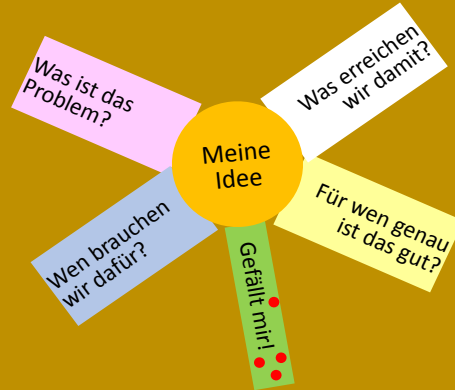 Was ist das
Problem?
Was erreichen
wir damit?
Meine
Idee
Wen brauchen
wir dafür?
Für wen genau
ist das gut?
Gefällt mir!